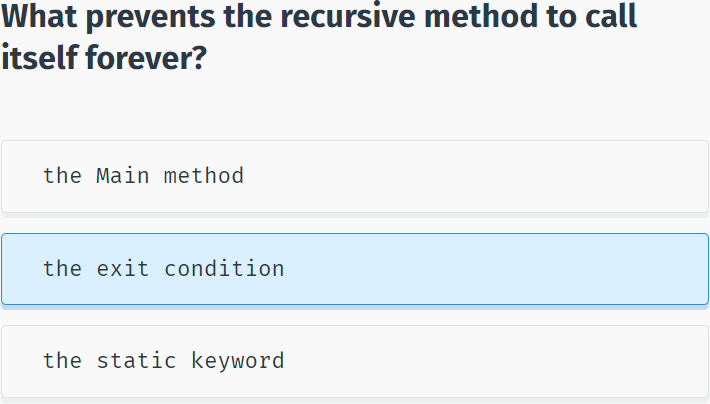 What prevents the recursive method to call
itself forever?
the Main method
the exit condition
the static keyword